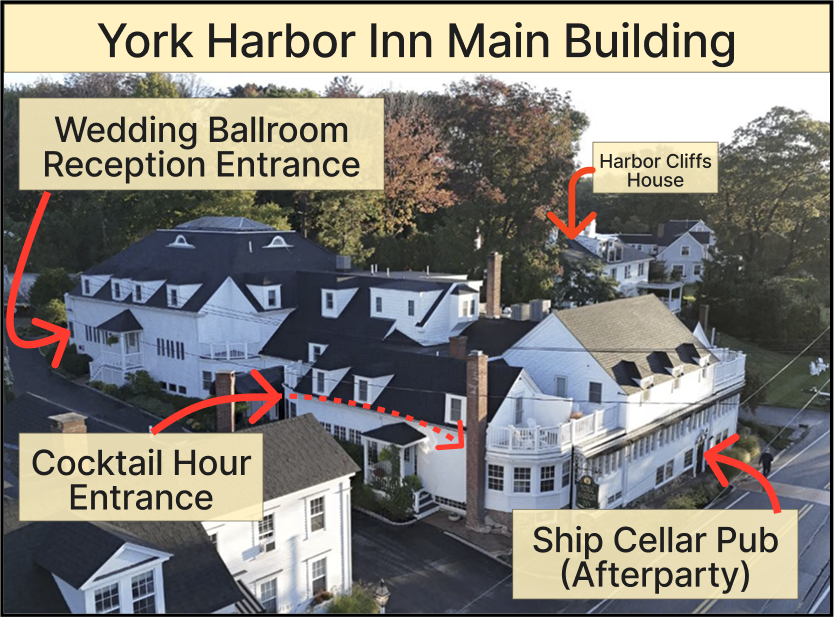 York Harbor Inn Main Building
Wedding Ballroom
Reception Entrance
Harbor Cliffs
House
Cocktail Hour
Entrance
Ship Cellar Pub
(Afterparty)